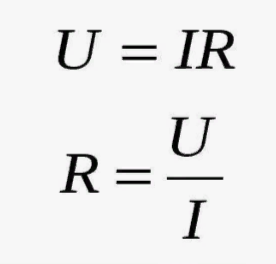 U = IR
R = U/I